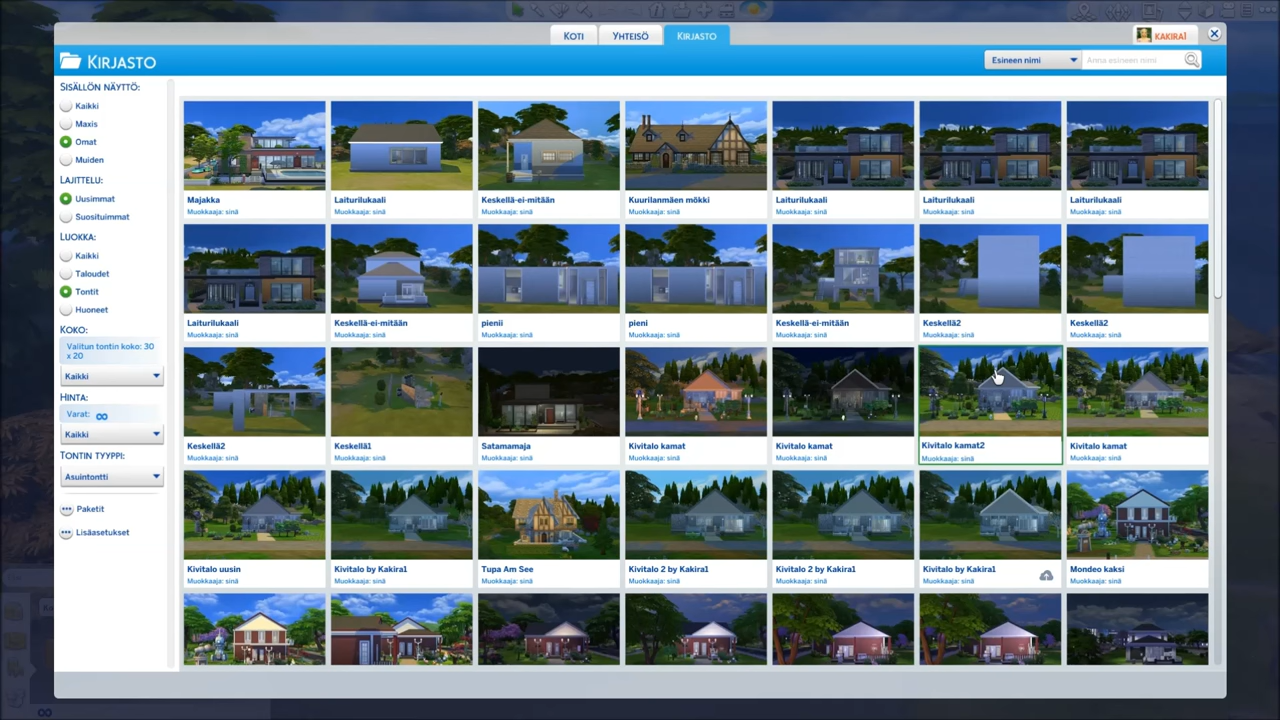 KOTI
YHTEISÖ
KIRJASTO
KAKIRA1
KIRJASTO
Esineen nimi
Anna esineen nimi
SISÄLLÖN NÄYTTÖ:
Kaikki
Maxis
Omat
Muiden
LAJITTELU:
Uusimmat
Suosituimmat
LUOKKA:
Kaikki
Taloudet
Tontit
Huoneet
KOKO:
Valitun tontin koko: 30
x 20
Kaikki
HINTA:
Varat: ∞
Kaikki
TONTIN TYYPPI:
Asuintontti
Paketit
Lisäasetukset
Majakka
Muokkaaja: sinä
Laiturilukaali
Muokkaaja: sinä
Keskellä-ei-mitään
Muokkaaja: sinä
Kuurilanmäen mökki
Muokkaaja: sinä
Laiturilukaali
Muokkaaja: sinä
Laiturilukaali
Muokkaaja: sinä
Laiturilukaali
Muokkaaja: sinä
Laiturilukaali
Muokkaaja: sinä
Keskellä-ei-mitään
Muokkaaja: sinä
pienii
Muokkaaja: sinä
pieni
Muokkaaja: sinä
Keskellä-ei-mitään
Muokkaaja: sinä
Keskellä2
Muokkaaja: sinä
Keskellä2
Muokkaaja: sinä
Keskellä2
Muokkaaja: sinä
Keskellä1
Muokkaaja: sinä
Satamamaja
Muokkaaja: sinä
Kivitalo kamat
Muokkaaja: sinä
Kivitalo kamat
Muokkaaja: sinä
Kivitalo kamat2
Muokkaaja: sinä
Kivitalo kamat
Muokkaaja: sinä
Kivitalo uusin
Muokkaaja: sinä
Kivitalo by Kakira1
Muokkaaja: sinä
Tupa Am See
Muokkaaja: sinä
Kivitalo 2 by Kakira1
Muokkaaja: sinä
Kivitalo 2 by Kakira1
Muokkaaja: sinä
Kivitalo by Kakira1
Muokkaaja: sinä
Mondeo kaksi
Muokkaaja: sinä
∞